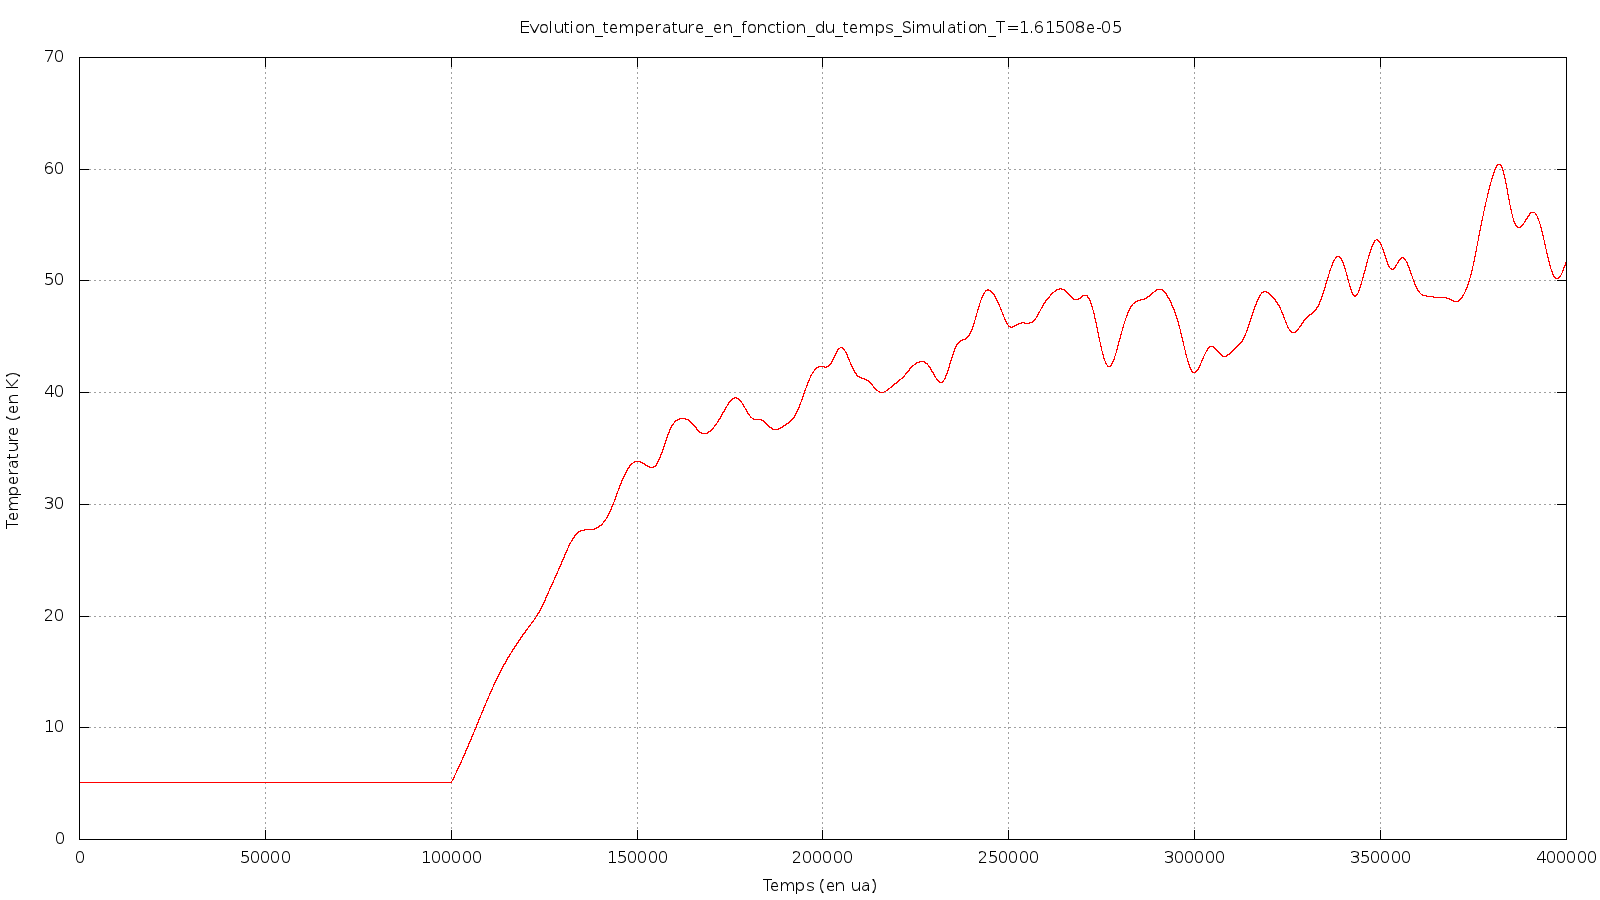 Evolution_temperature_en_fonction_du_temps_Simulation_T=1.61508e-05
70
60
50
40
30
20
10
0
Temperature (en K)
0 50000 100000 150000 200000 250000 300000 350000 400000
Temps (en ua)